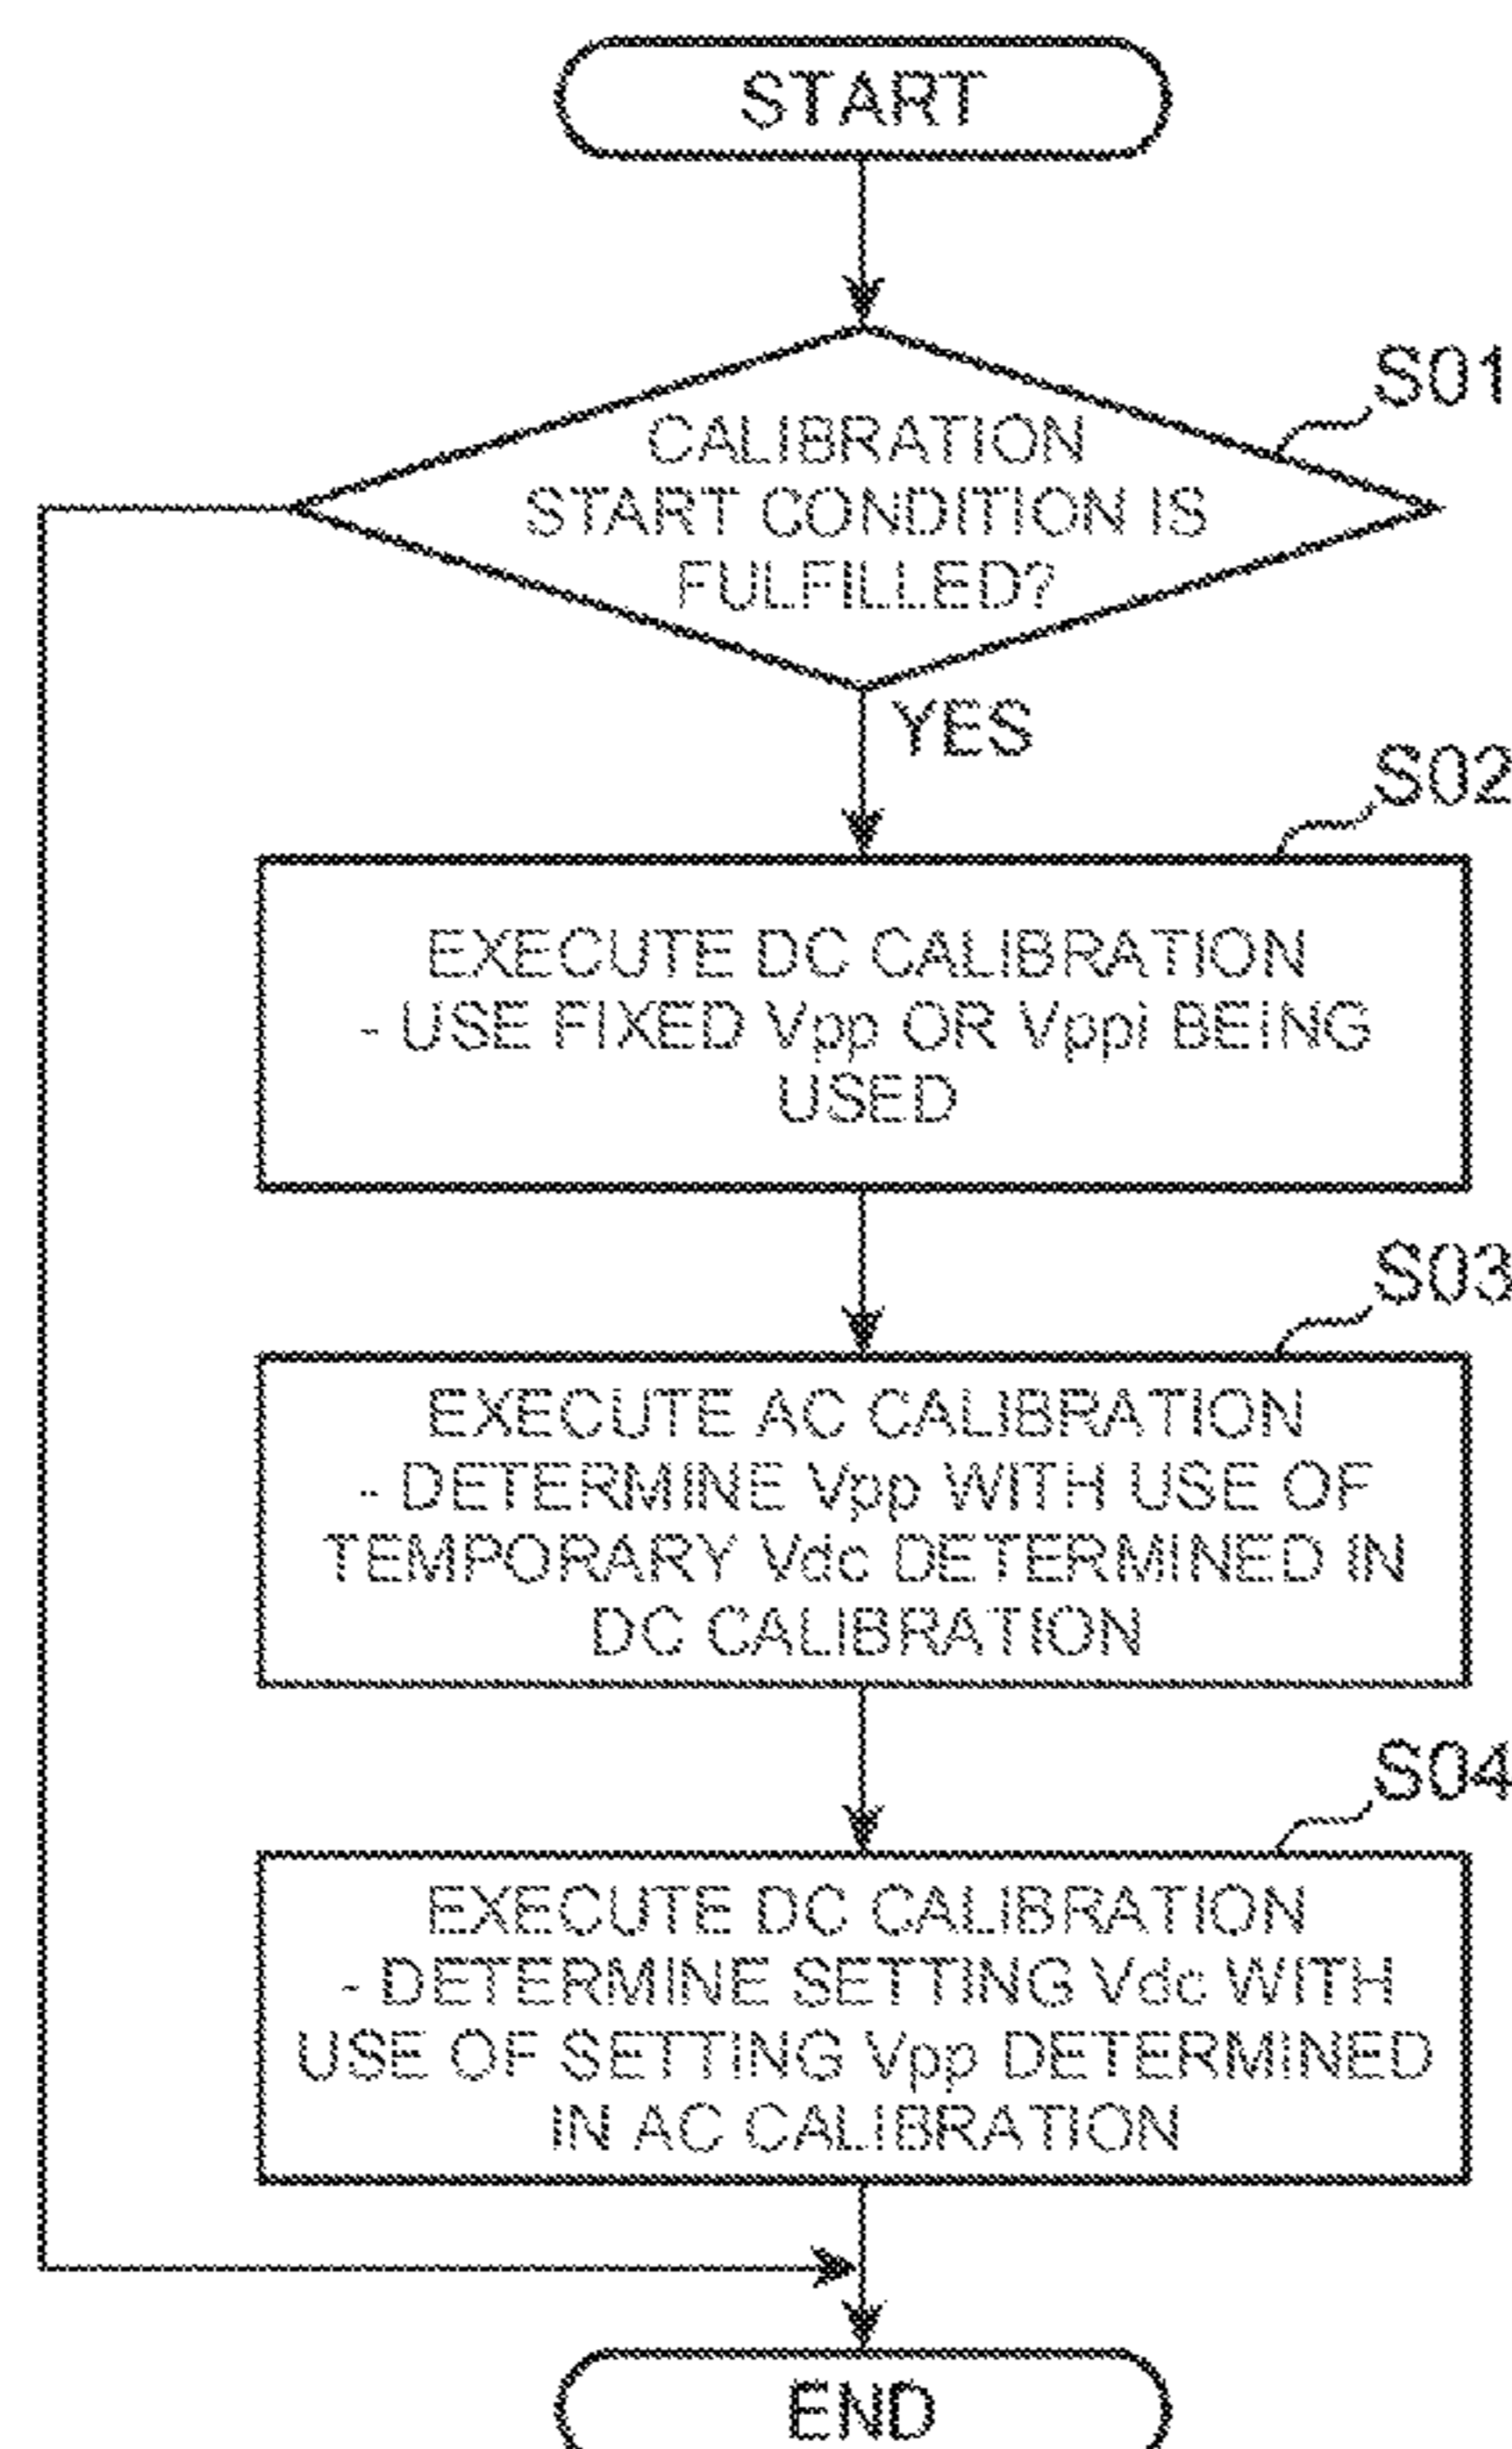 START
S01
CALIBRATION
START CONDITION IS
FULFILLED?
YES
S02
EXECUTE DC CALIBRATION
- USE FIXED Vpp OR Vppi BEING
USED
S03
EXECUTE AC CALIBRATION
- DETERMINE Vpp WITH USE OF
TEMPORARY Vdc DETERMINED IN
DC CALIBRATION
S04
EXECUTE DC CALIBRATION
- DETERMINE SETTING Vdc WITH
USE OF SETTING Vpp DETERMINED
IN AC CALIBRATION
END